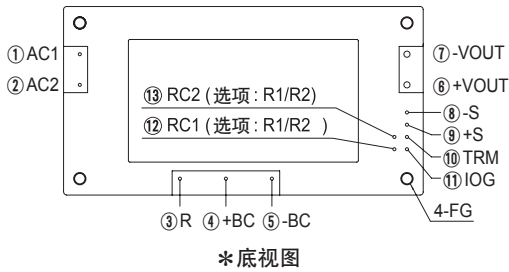 ①AC1
②AC2
⑬ RC2 (选项: R1/R2)
⑫ RC1 (选项: R1/R2 )
⑦-VOUT
⑥+VOUT
⑧-S
⑨+S
⑩TRM
⑪IOG
4-FG
③R ④+BC ⑤-BC
*底视图